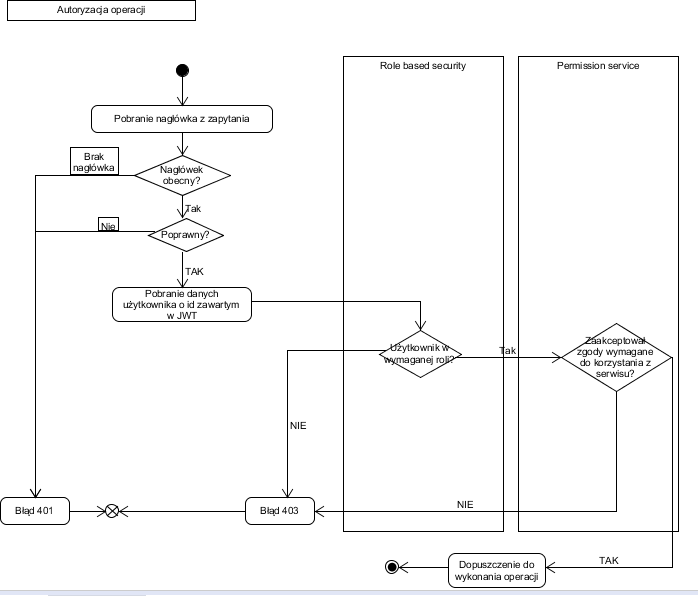 Autoryzacja operacji
Role based security
Permission service
Pobranie nagłówka z zapytania
Brak
nagłówka
Nagłówek
obecny?
Tak
Nie
Poprawny?
TAK
Pobranie danych
użytkownika o id zawartym
w JWT
Użytkownik w
wymaganej roli?
Tak
Zaakceptował
zgody wymagane
do korzystania z
serwisu?
NIE
NIE
Błąd 401
Błąd 403
TAK
Dopuszczenie do
wykonania operacji